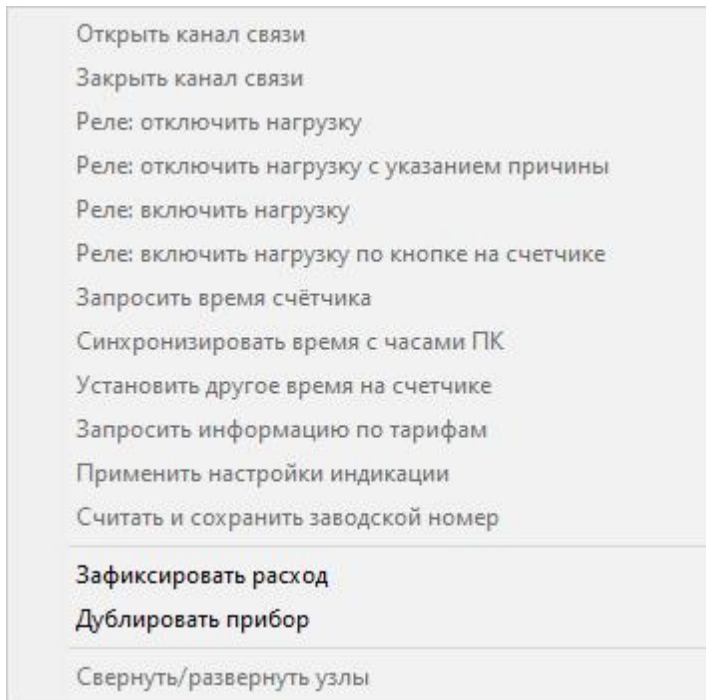 Открыть канал связи
Закрыть канал связи
Реле: отключить нагрузку
Реле: отключить нагрузку с указанием причины
Реле: включить нагрузку
Реле: включить нагрузку по кнопке на счетчике
Запросить время счётчика
Синхронизировать время с часами ПК
Установить другое время на счетчике
Запросить информацию по тарифам
Применить настройки индикации
Считать и сохранить заводской номер
Зафиксировать расход
Дублировать прибор
Свернуть/развернуть узлы